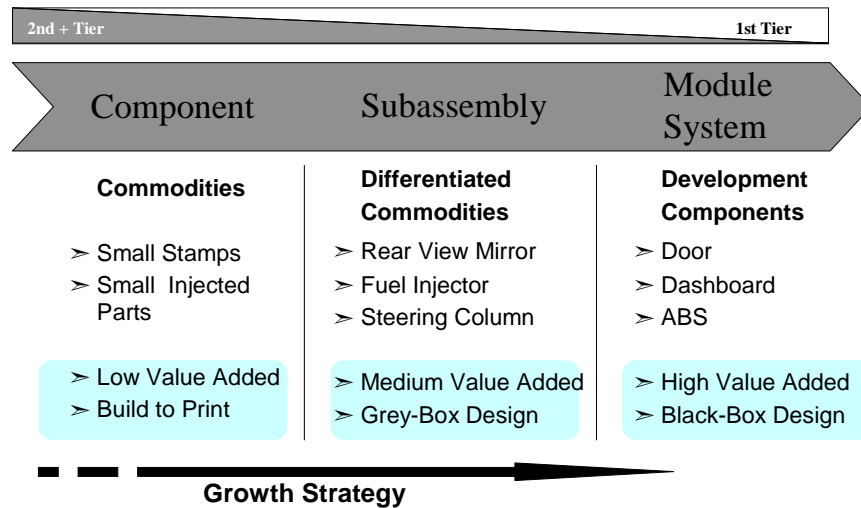 2nd + Tier
1st Tier
Component
Subassembly
Module
System
Commodities
➣ Small Stamps
➣ Small Injected
Parts
➣ Low Value Added
➣ Build to Print
Differentiated
Commodities
➣ Rear View Mirror
➣ Fuel Injector
➣ Steering Column
➣ Medium Value Added
➣ Grey-Box Design
Development
Components
➣ Door
➣ Dashboard
➣ ABS
➣ High Value Added
➣ Black-Box Design
Growth Strategy